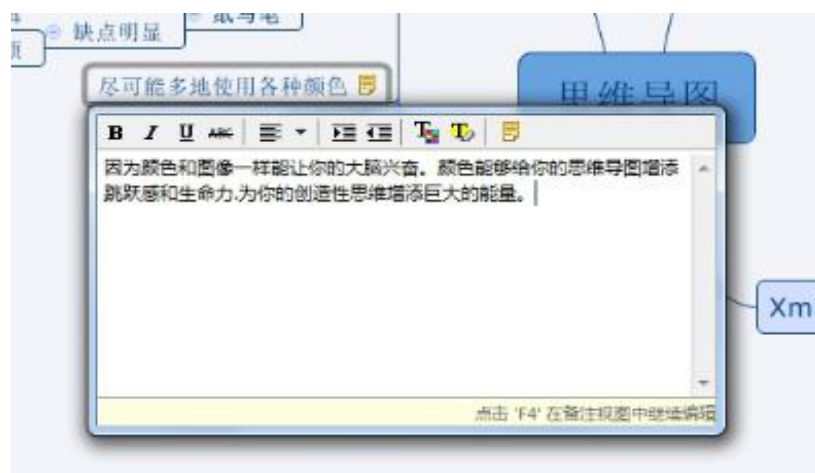 缺点明显
纸与笔
尽可能多地使用各种颜色
思维导图
B I U ABC
因为颜色和图像一样能让你的大脑兴奋。颜色能够给你的思维导图增添
跳跃感和生命力.为你的创造性思维增添巨大的能量。
Xm
点击 'F4' 在备注视图中继续编辑